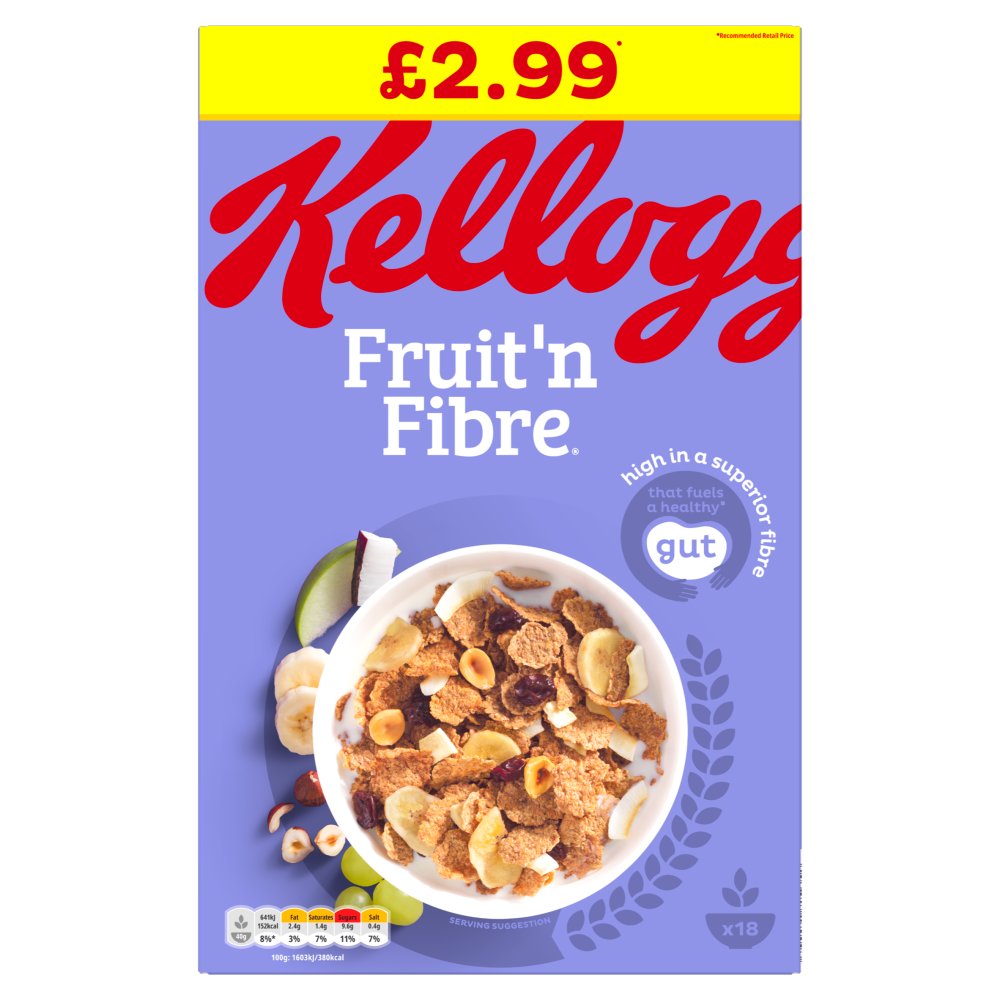 *Recommended Retail Price
£2.99*
Kellogg
Fruit'n
Fibre®
high in a superior fibre
that fuels
a healthy*
gut
SERVING SUGGESTION
40g
641kJ
152kcal
8%*
Fat
2.4g
3%
Saturates
1.4g
7%
Sugars
9.6g
11%
Salt
0.4g
7%
100g: 1603kJ/380kcal
x18